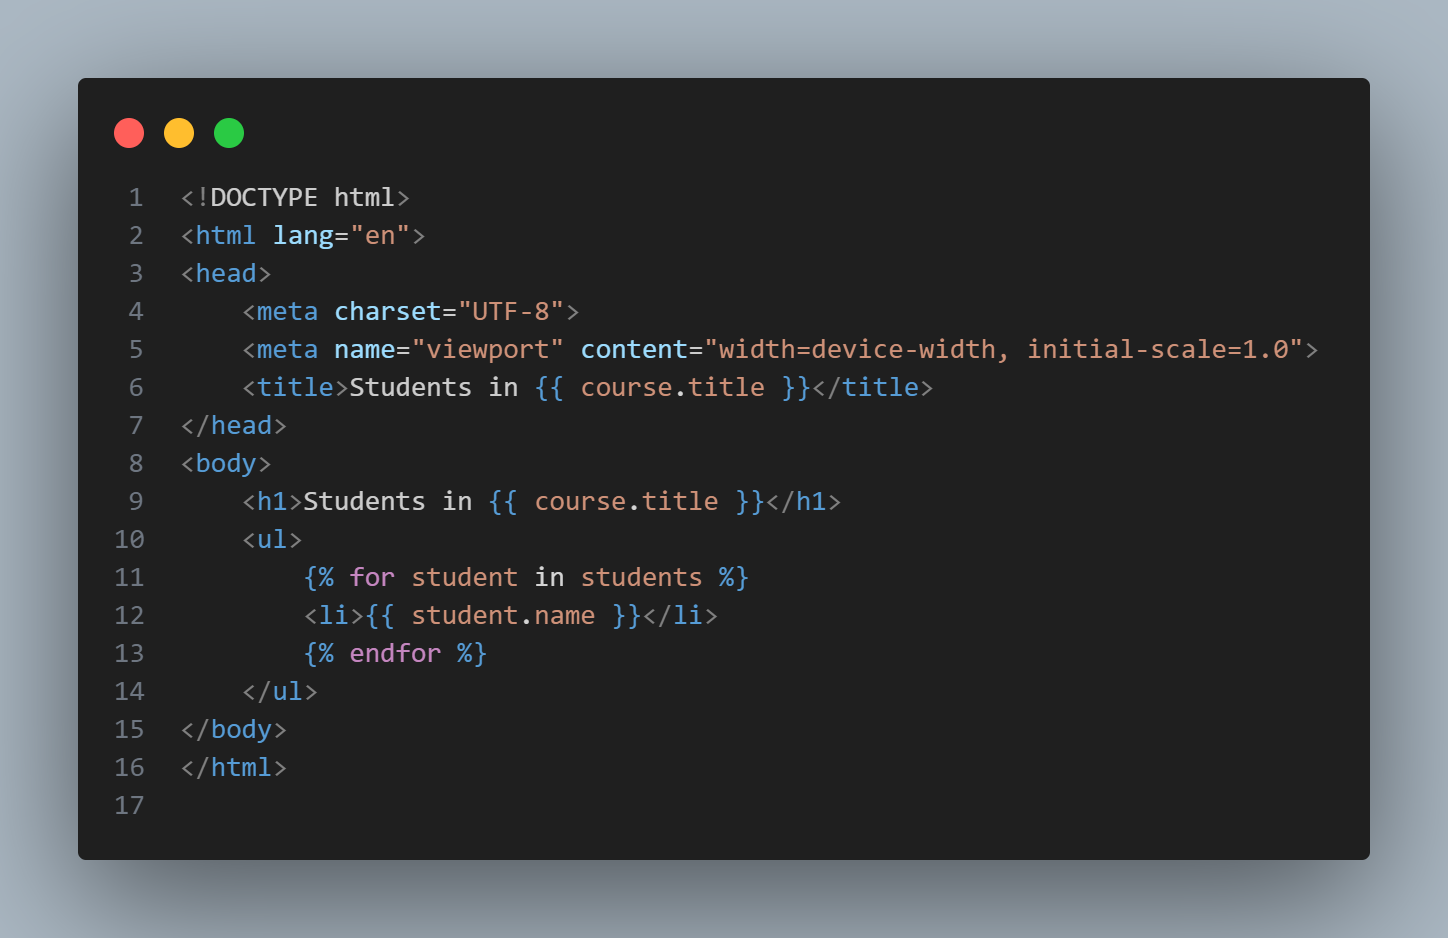 1 <!DOCTYPE html>
2 <html lang="en">
3 <head>
4     <meta charset="UTF-8">
5     <meta name="viewport" content="width=device-width, initial-scale=1.0">
6     <title>Students in {{ course.title }}</title>
7 </head>
8 <body>
9     <h1>Students in {{ course.title }}</h1>
10     <ul>
11         {% for student in students %}
12         <li>{{ student.name }}</li>
13         {% endfor %}
14     </ul>
15 </body>
16 </html>
17